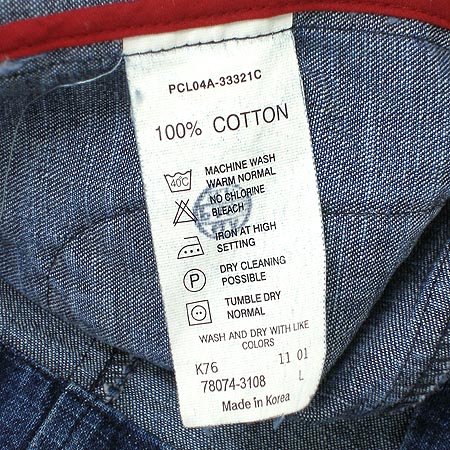 PCL04A-33321C
100% COTTON
40C
MACHINE WASH
WARM NORMAL
NO CHLORINE
BLEACH
IRON AT HIGH
SETTING
P
DRY CLEANING
POSSIBLE
TUMBLE DRY
NORMAL
WASH AND DRY WITH LIKE
COLORS
K76 11 01
78074-3108 L
Made in Korea